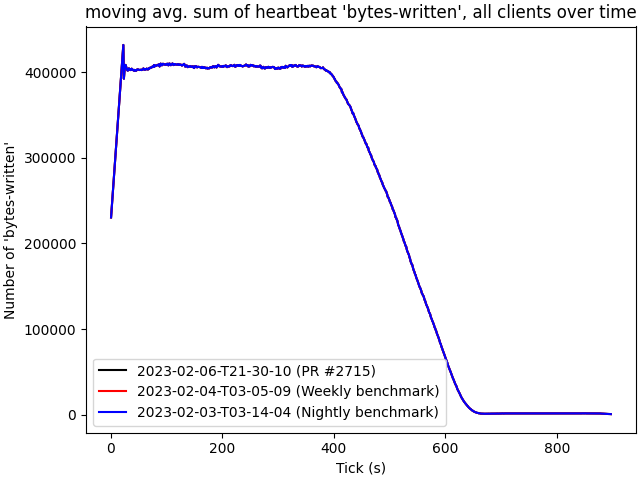 moving avg. sum of heartbeat 'bytes-written', all clients over time
Number of 'bytes-written'
400000
300000
200000
100000
0
2023-02-06-T21-30-10 (PR #2715)
2023-02-04-T03-05-09 (Weekly benchmark)
2023-02-03-T03-14-04 (Nightly benchmark)
0 200 400 600 800
Tick (s)